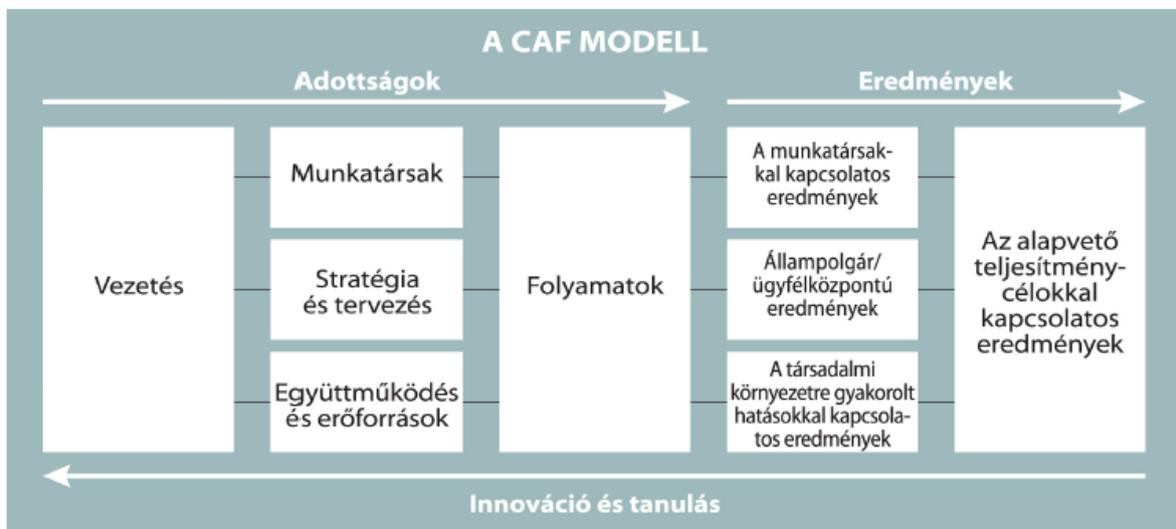 A CAF MODELL
Adottságok
Eredmények
Vezetés
Munkatársak
Stratégia
és tervezés
Együttműködés
és erőforrások
Folyamatok
A munkatársak-
kal kapcsolatos
eredmények
Állampolgár/
ügyfélközpontú
eredmények
A társadalmi
környezetre gyakorolt
hatásokkal kapcsola-
tos eredmények
Az alapvető
teljesítmény-
célokkal
kapcsolatos
eredmények
Innováció és tanulás